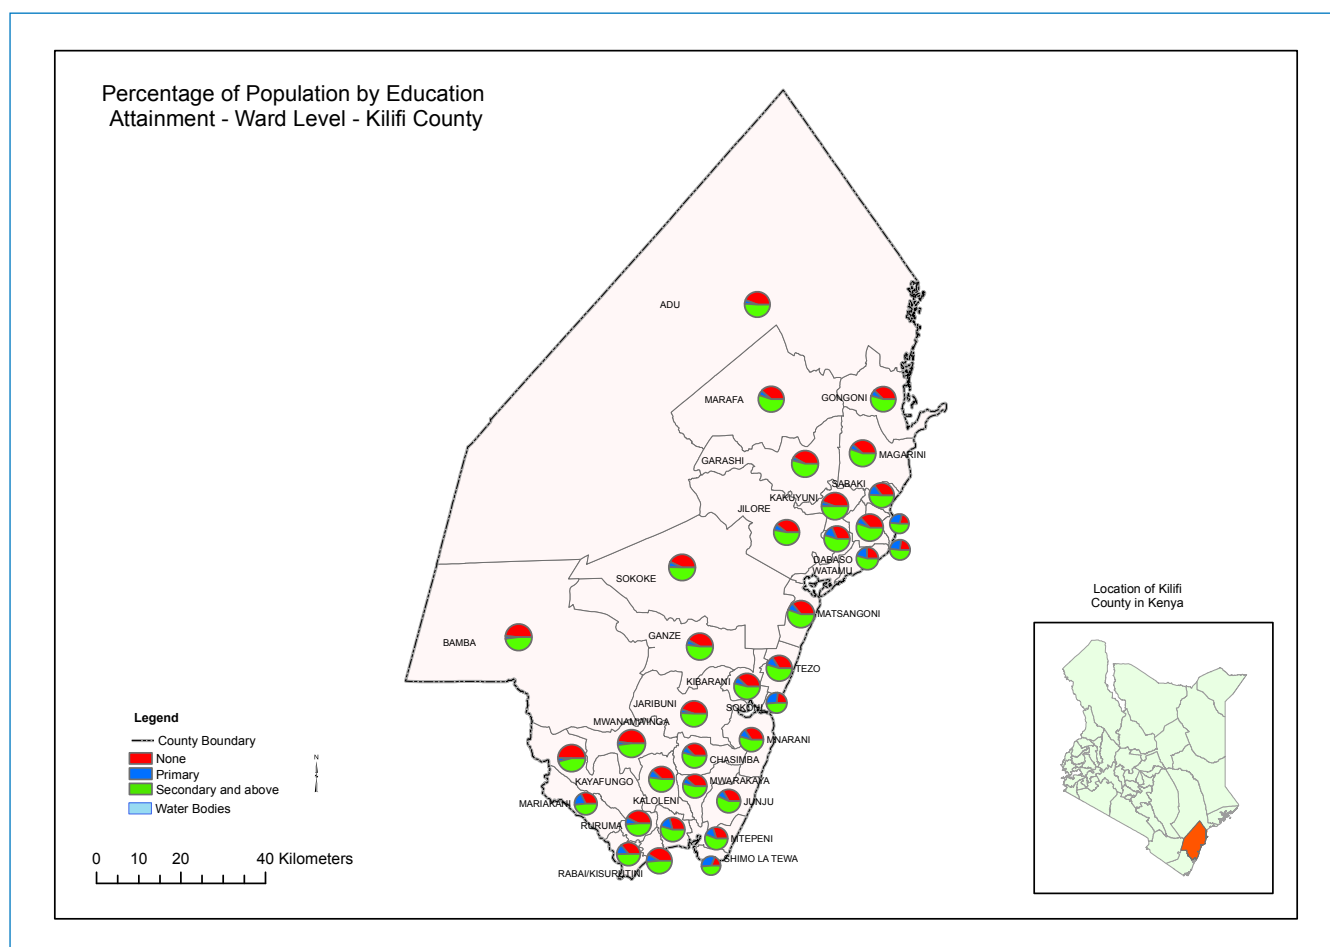 Percentage of Population by Education
Attainment - Ward Level - Kilifi County
ADU
MARAFA
GONGONI
GARASHI
MAGARINI
SABAKI
KAKUYUNI
JILORE
DABASO
WATAMU
SOKOKE
MATSANGONI
BAMBA
GANZE
TEZO
KIBARANI
JARIBUNI
SOKONI
MWANAMWINGA
MNARANI
CHASIMBA
KAYAFUNGO
MWARAKAYA
KALOLENI
JUNJU
MARIAKANI
RURUMA
MTEPENI
SHIMO LA TEWA
RABAI/KISURUTINI
Legend
County Boundary
None
Primary
Secondary and above
Water Bodies
N
0 10 20 40 Kilometers
Location of Kilifi
County in Kenya